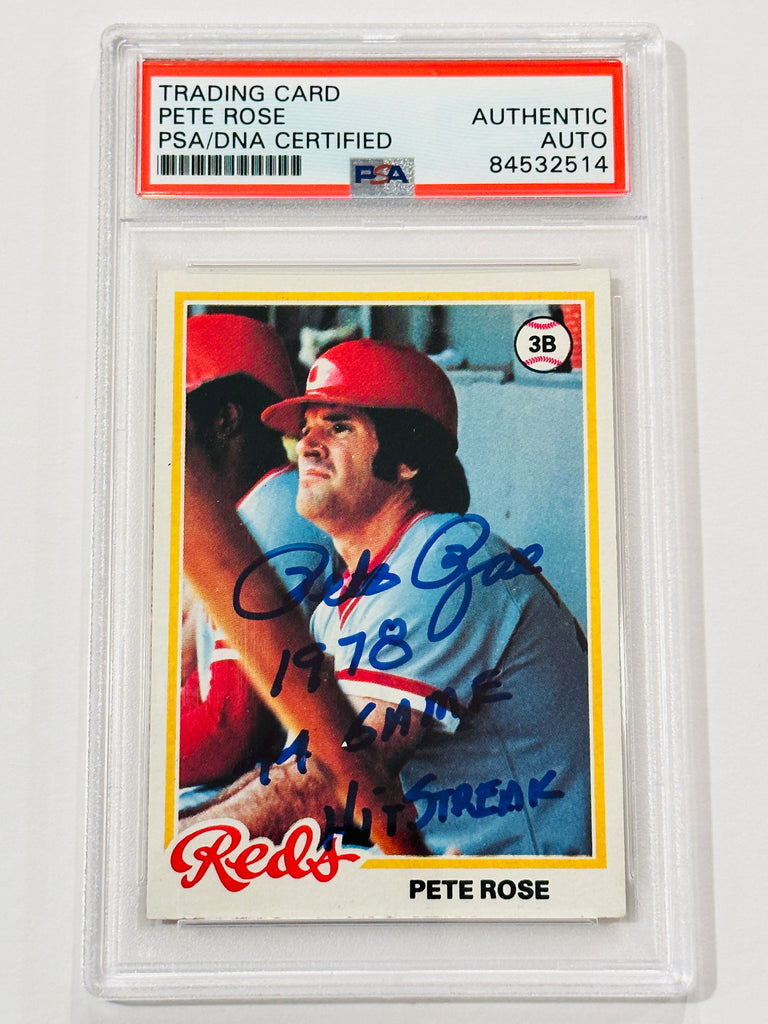 TRADING CARD
PETE ROSE AUTHENTIC
PSA/DNA CERTIFIED AUTO
84532514
PSA
3B
Pete Rose
1978
44 GAME
HIT STREAK
Reds
PETE ROSE